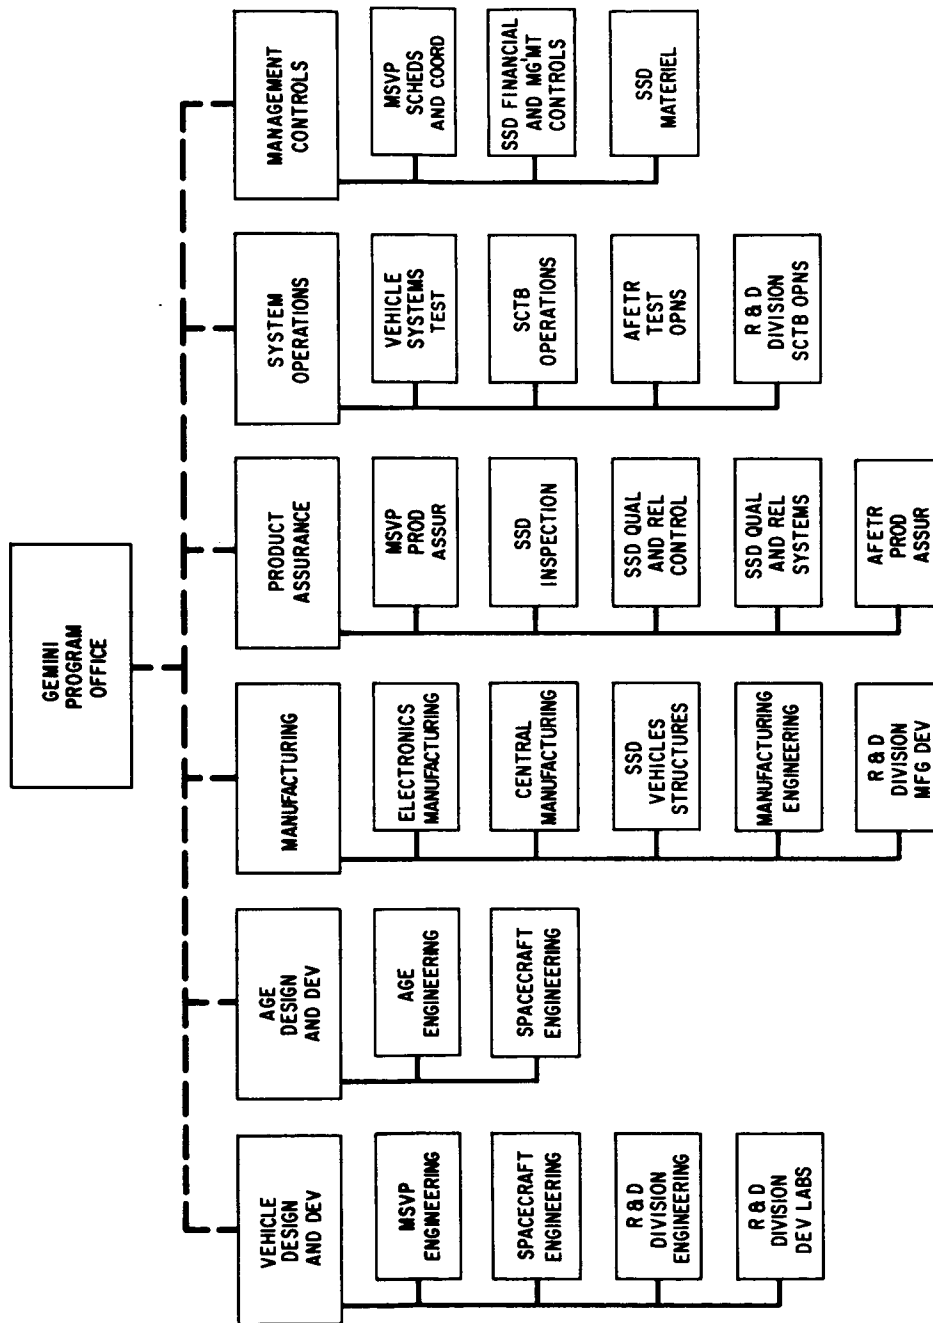 GEMINI
PROGRAM
OFFICE
VEHICLE
DESIGN
AND DEV
MSVP
ENGINEERING
SPACECRAFT
ENGINEERING
R & D
DIVISION
ENGINEERING
R & D
DIVISION
DEV LABS
AGE
DESIGN
AND DEV
AGE
ENGINEERING
SPACECRAFT
ENGINEERING
MANUFACTURING
ELECTRONICS
MANUFACTURING
CENTRAL
MANUFACTURING
SSD
VEHICLES
STRUCTURES
MANUFACTURING
ENGINEERING
R & D
DIVISION
MFG DEV
PRODUCT
ASSURANCE
MSVP
PROD
ASSUR
SSD
INSPECTION
SSD QUAL
AND REL
CONTROL
SSD QUAL
AND REL
SYSTEMS
AFETR
PROD
ASSUR
SYSTEM
OPERATIONS
VEHICLE
SYSTEMS
TEST
SCTB
OPERATIONS
AFETR
TEST
OPNS
R & D
DIVISION
SCTB OPNS
MANAGEMENT
CONTROLS
MSVP
SCHEDS
AND COORD
SSD FINANCIAL
AND MG'MT
CONTROLS
SSD
MATERIEL